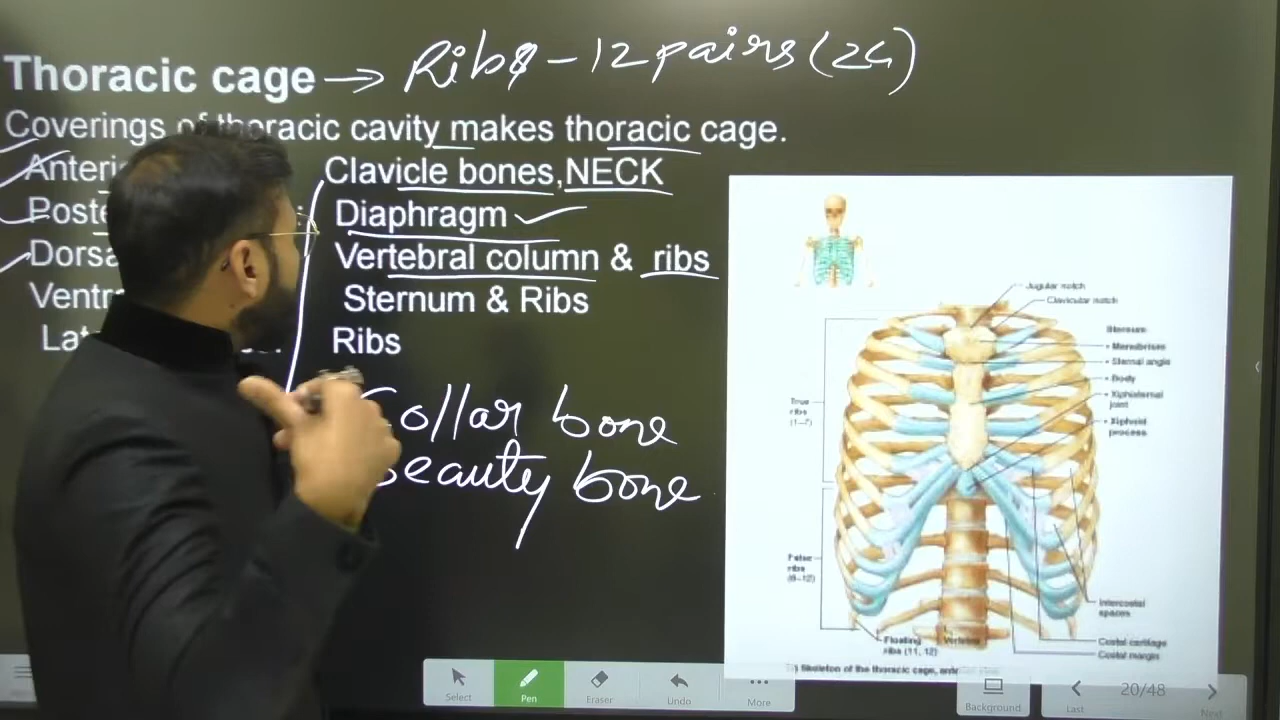 Thoracic cage → Ribs – 12 pairs (24)
Coverings of thoracic cavity makes thoracic cage.
Clavicle bones, NECK
: Diaphragm
Vertebral column & ribs
Sternum & Ribs
Ribs
Collar bone
Beauty bone
Jugular notch
Clavicular notch
Sternum
Manubrium
Sternal angle
Body
Xiphisternal
joint
Xiphoid
process
True
ribs
(1–7)
False
ribs
(8–12)
Intercostal
spaces
Costal cartilage
Costal margin
Floating
ribs (11, 12)
Vertebra
Skeleton of the thoracic cage,
Select
Pen
Eraser
Undo
More
Background
Last
20/48
Next